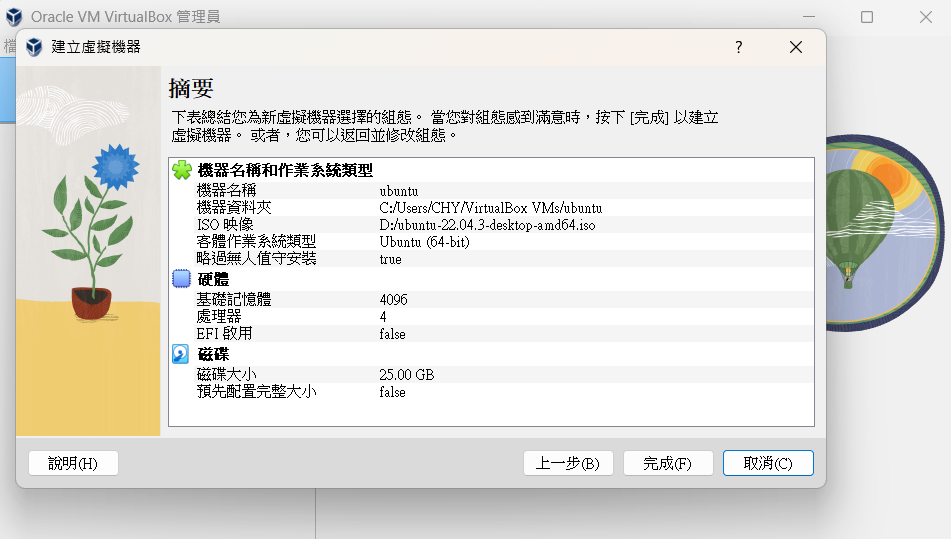 Oracle VM VirtualBox 管理員
檔
建立虛擬機器
?
摘要
下表總結您為新虛擬機器選擇的組態。 當您對組態感到滿意時，按下 [完成] 以建立
虛擬機器。 或者，您可以返回並修改組態。
機器名稱和作業系統類型
機器名稱 ubuntu
機器資料夾 C:/Users/CHY/VirtualBox VMs/ubuntu
ISO 映像 D:/ubuntu-22.04.3-desktop-amd64.iso
客體作業系統類型 Ubuntu (64-bit)
略過無人值守安裝 true
硬體
基礎記憶體 4096
處理器 4
EFI 啟用 false
磁碟
磁碟大小 25.00 GB
預先配置完整大小 false
說明(H) 上一步(B) 完成(F) 取消(C)